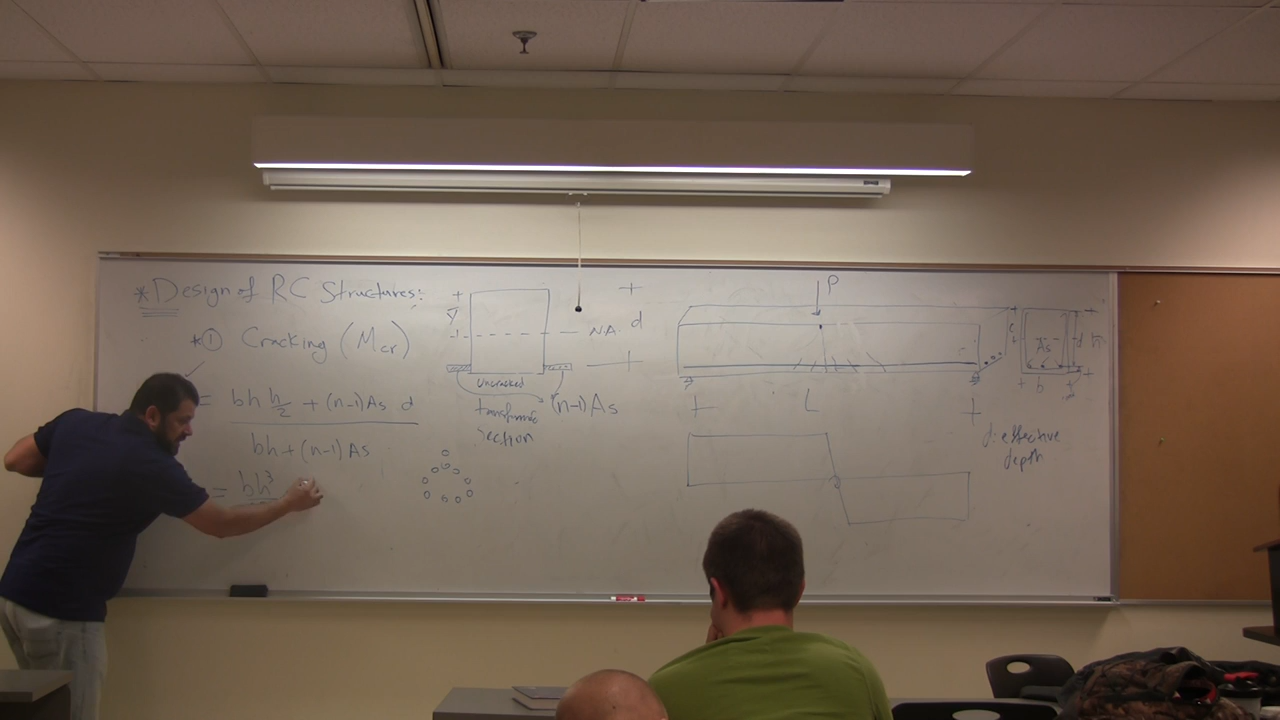 *Design of RC Structures:
*① Cracking (Mcr)
= bh h/2 + (n-1)As d
bh + (n-1)As
= bh³
ȳ
N.A.
d
Uncracked
section
(n-1)As
P
L
As
b
d
h
d: effective
depth